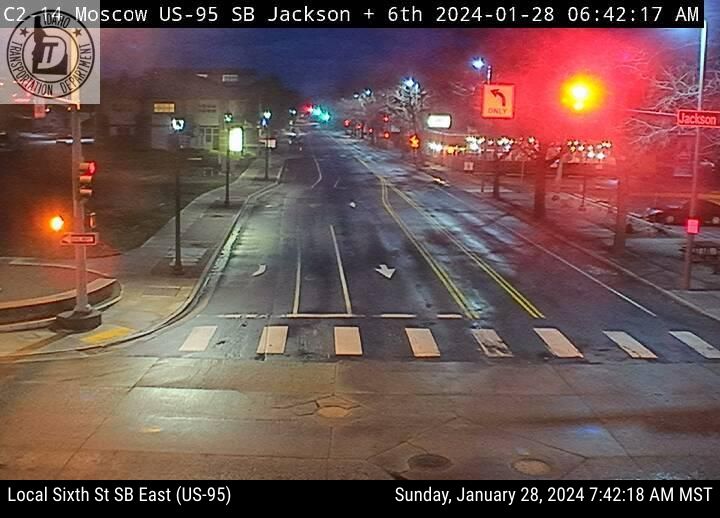 C2.14 Moscow US-95 SB Jackson + 6th 2024-01-28 06:42:17 AM
IDAHO
TRANSPORTATION DEPARTMENT
ONLY
Jackson
Local Sixth St SB East (US-95)
Sunday, January 28, 2024 7:42:18 AM MST